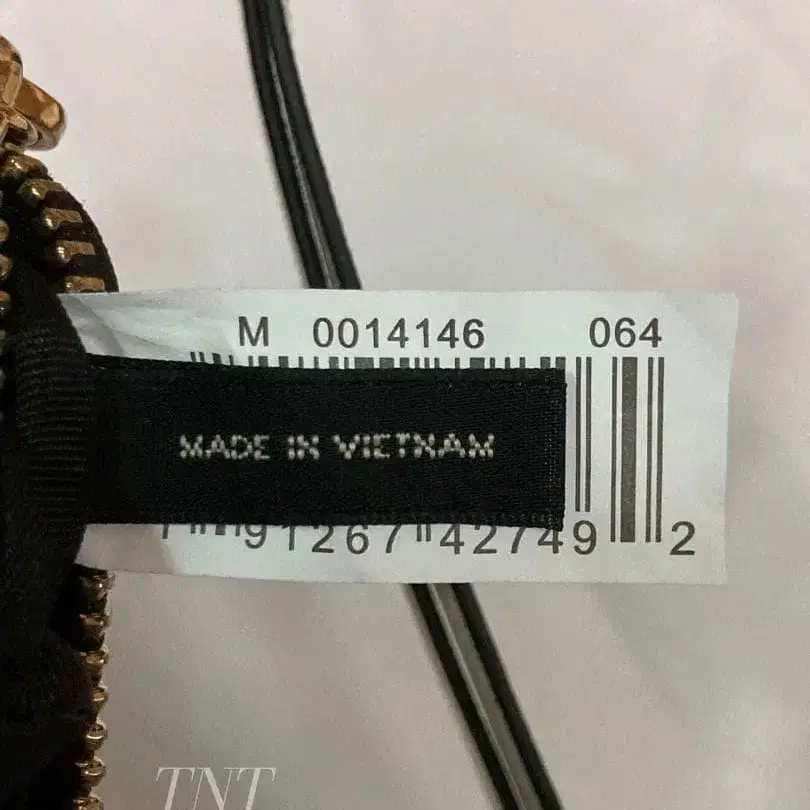 M 0014146 064
MADE IN VIETNAM
91267 42749 2
TNT